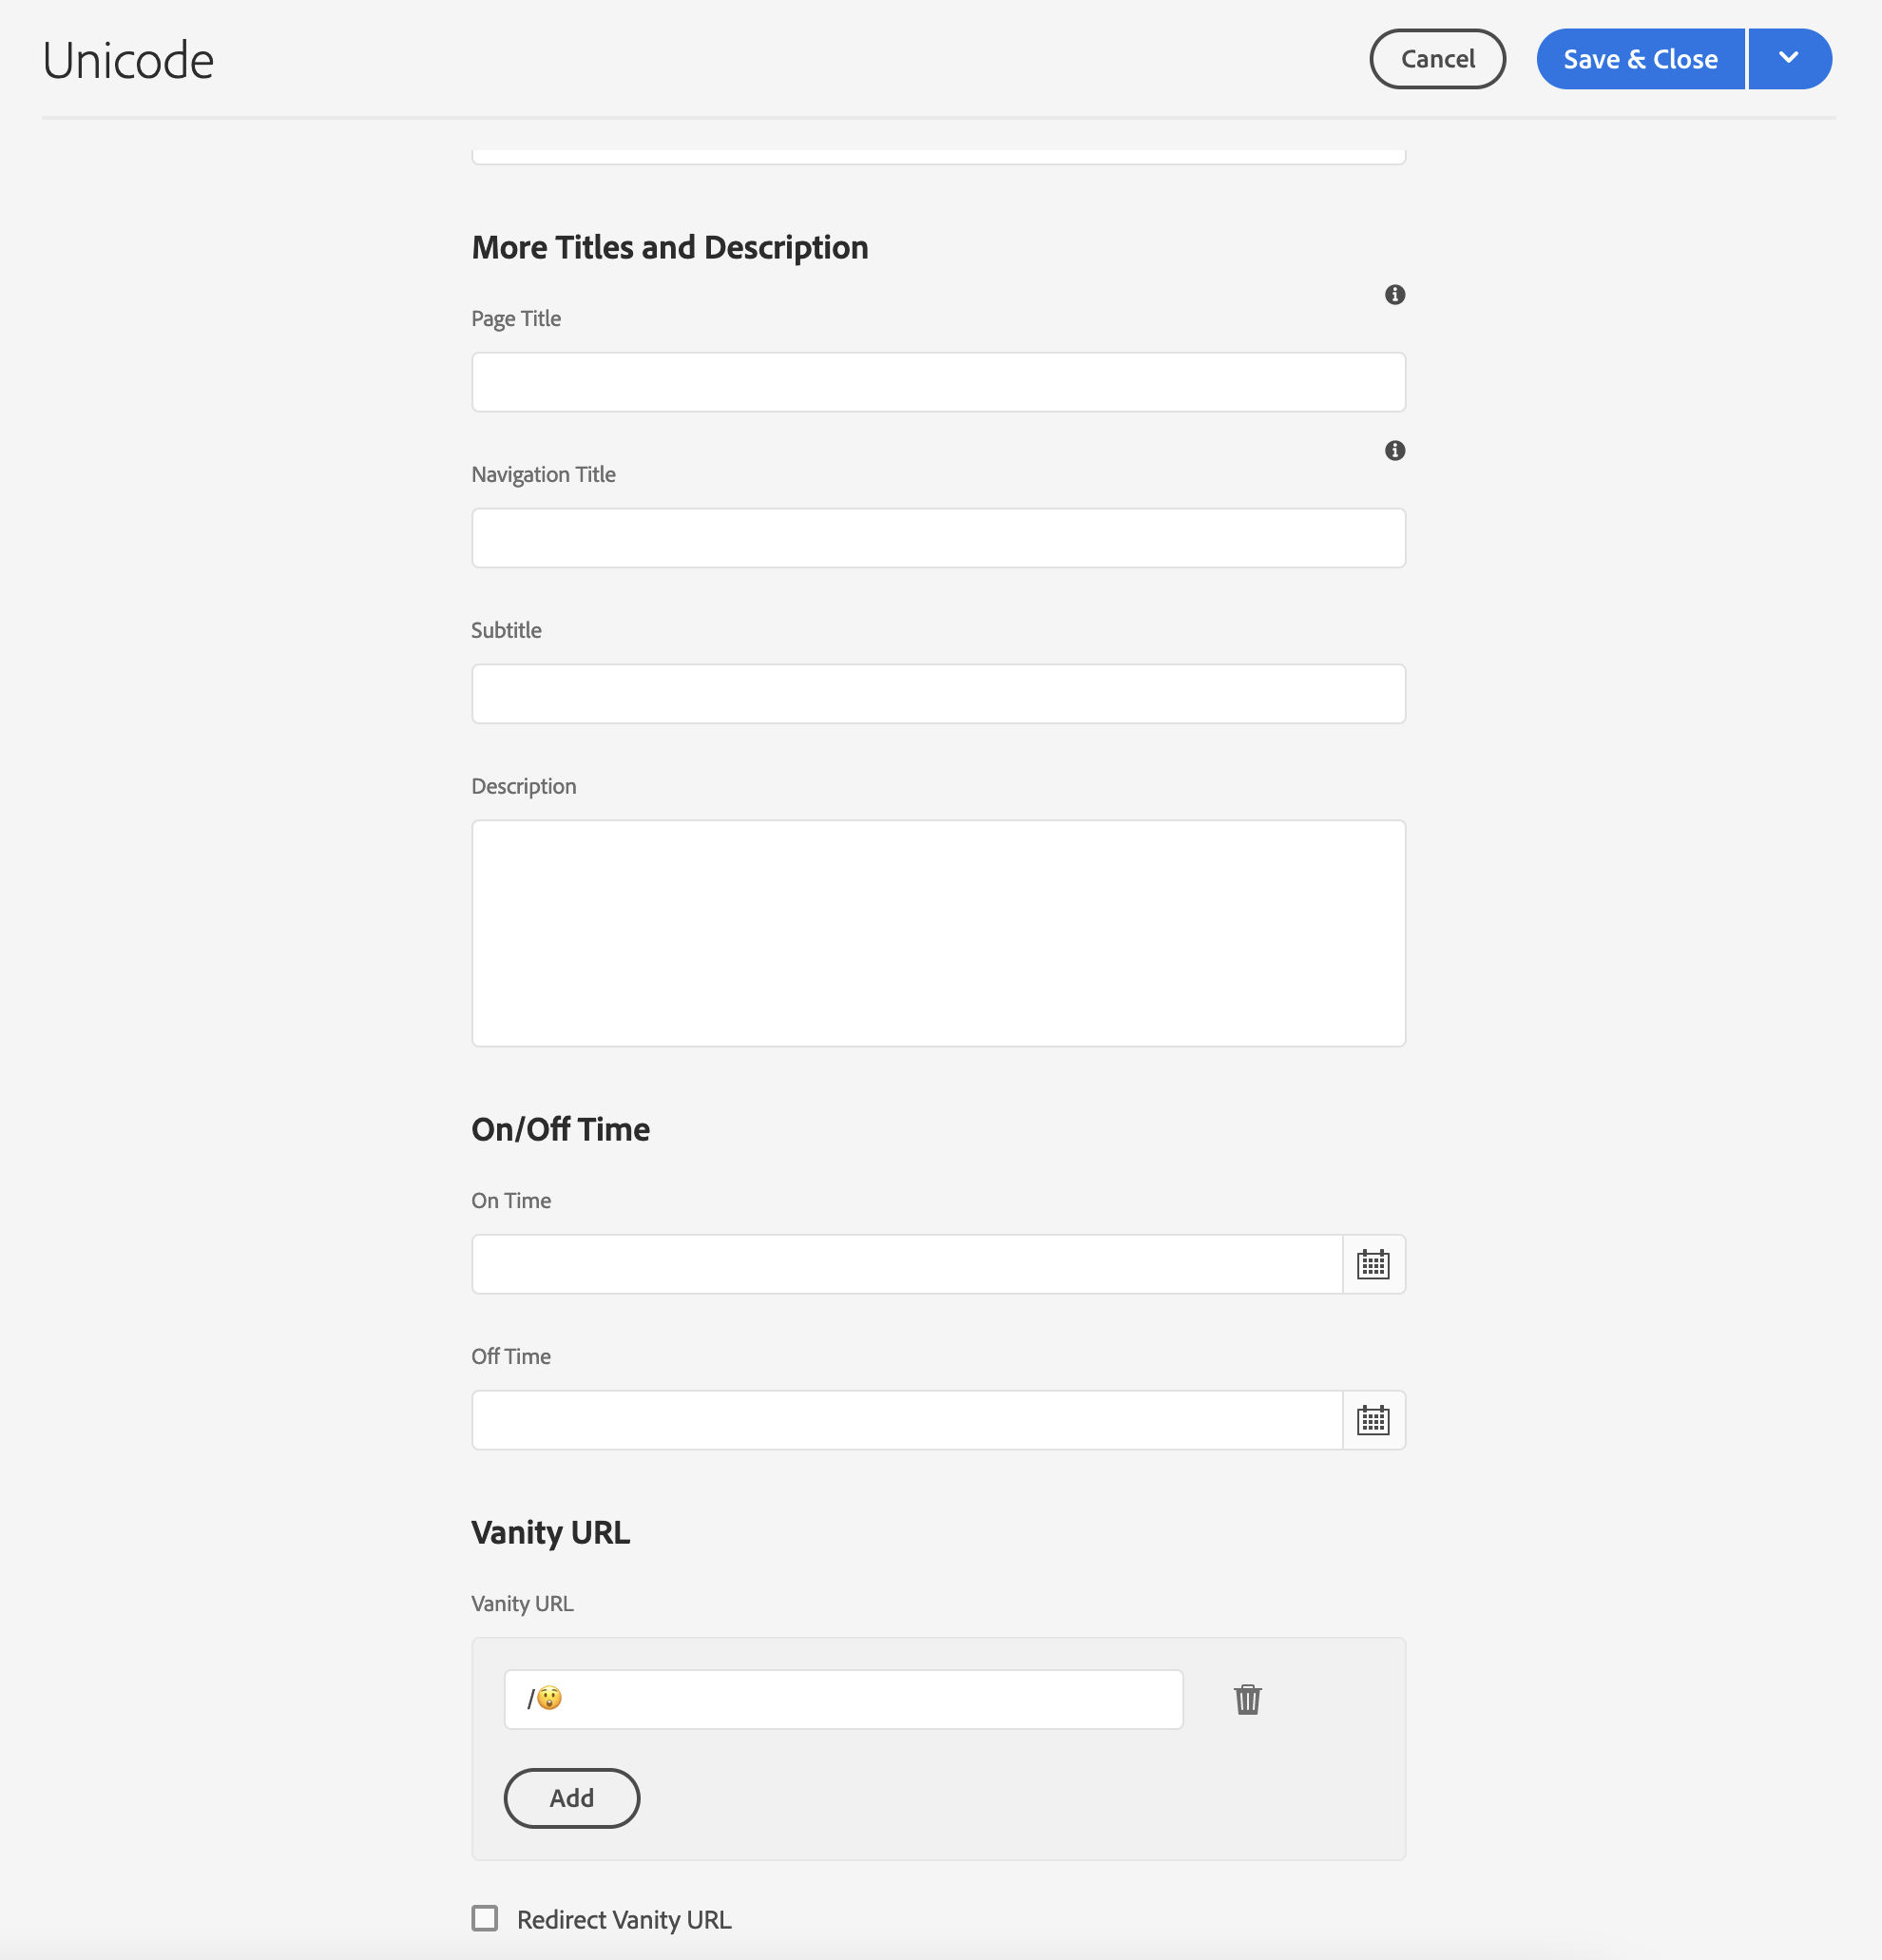 Unicode
Cancel
Save & Close
More Titles and Description
Page Title
Navigation Title
Subtitle
Description
On/Off Time
On Time
Off Time
Vanity URL
Vanity URL
/😲
Add
Redirect Vanity URL